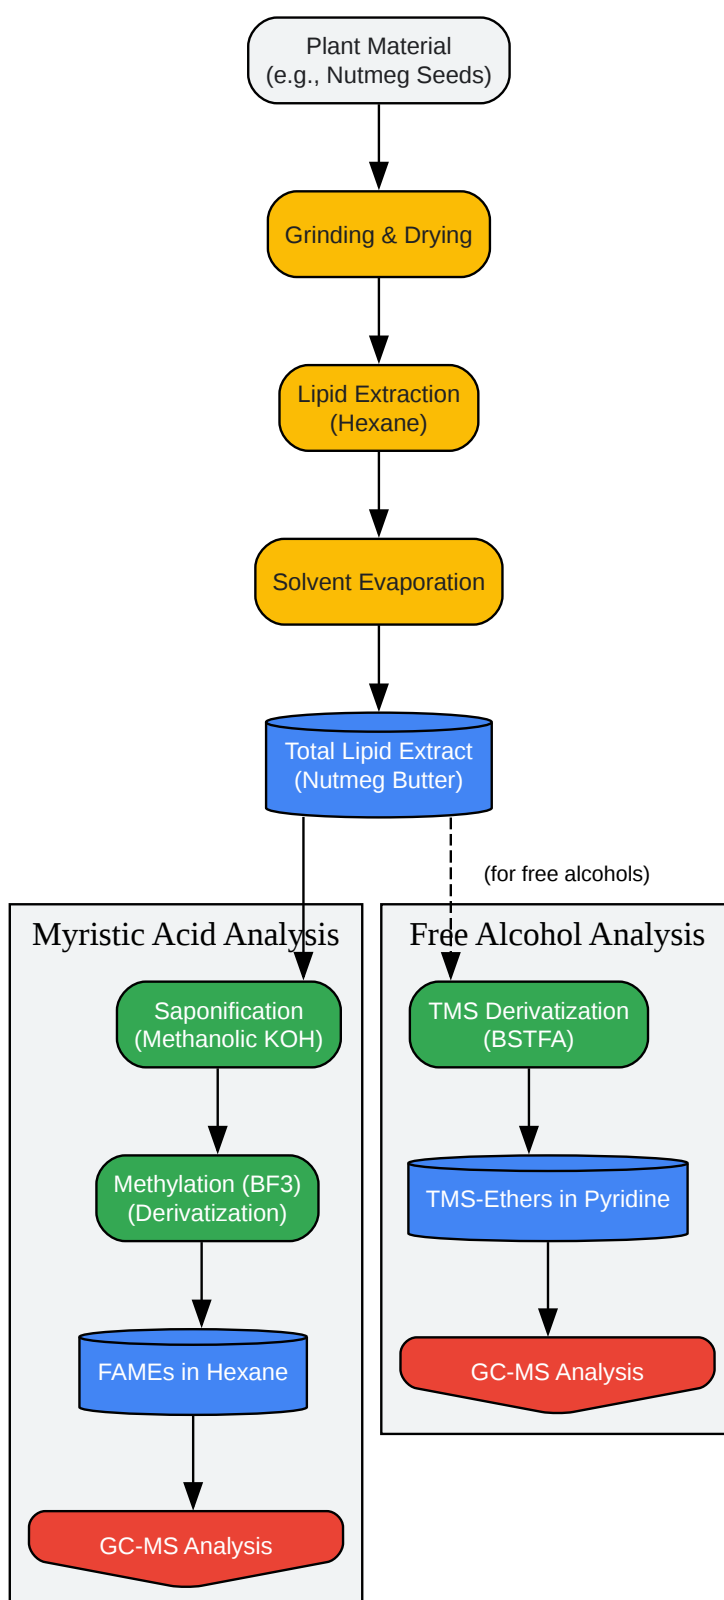 Plant Material
(e.g., Nutmeg Seeds)
Grinding & Drying
Lipid Extraction
(Hexane)
Solvent Evaporation
Total Lipid Extract
(Nutmeg Butter)
(for free alcohols)
Myristic Acid Analysis
Saponification
(Methanolic KOH)
Methylation (BF3)
(Derivatization)
FAMEs in Hexane
GC-MS Analysis
Free Alcohol Analysis
TMS Derivatization
(BSTFA)
TMS-Ethers in Pyridine
GC-MS Analysis